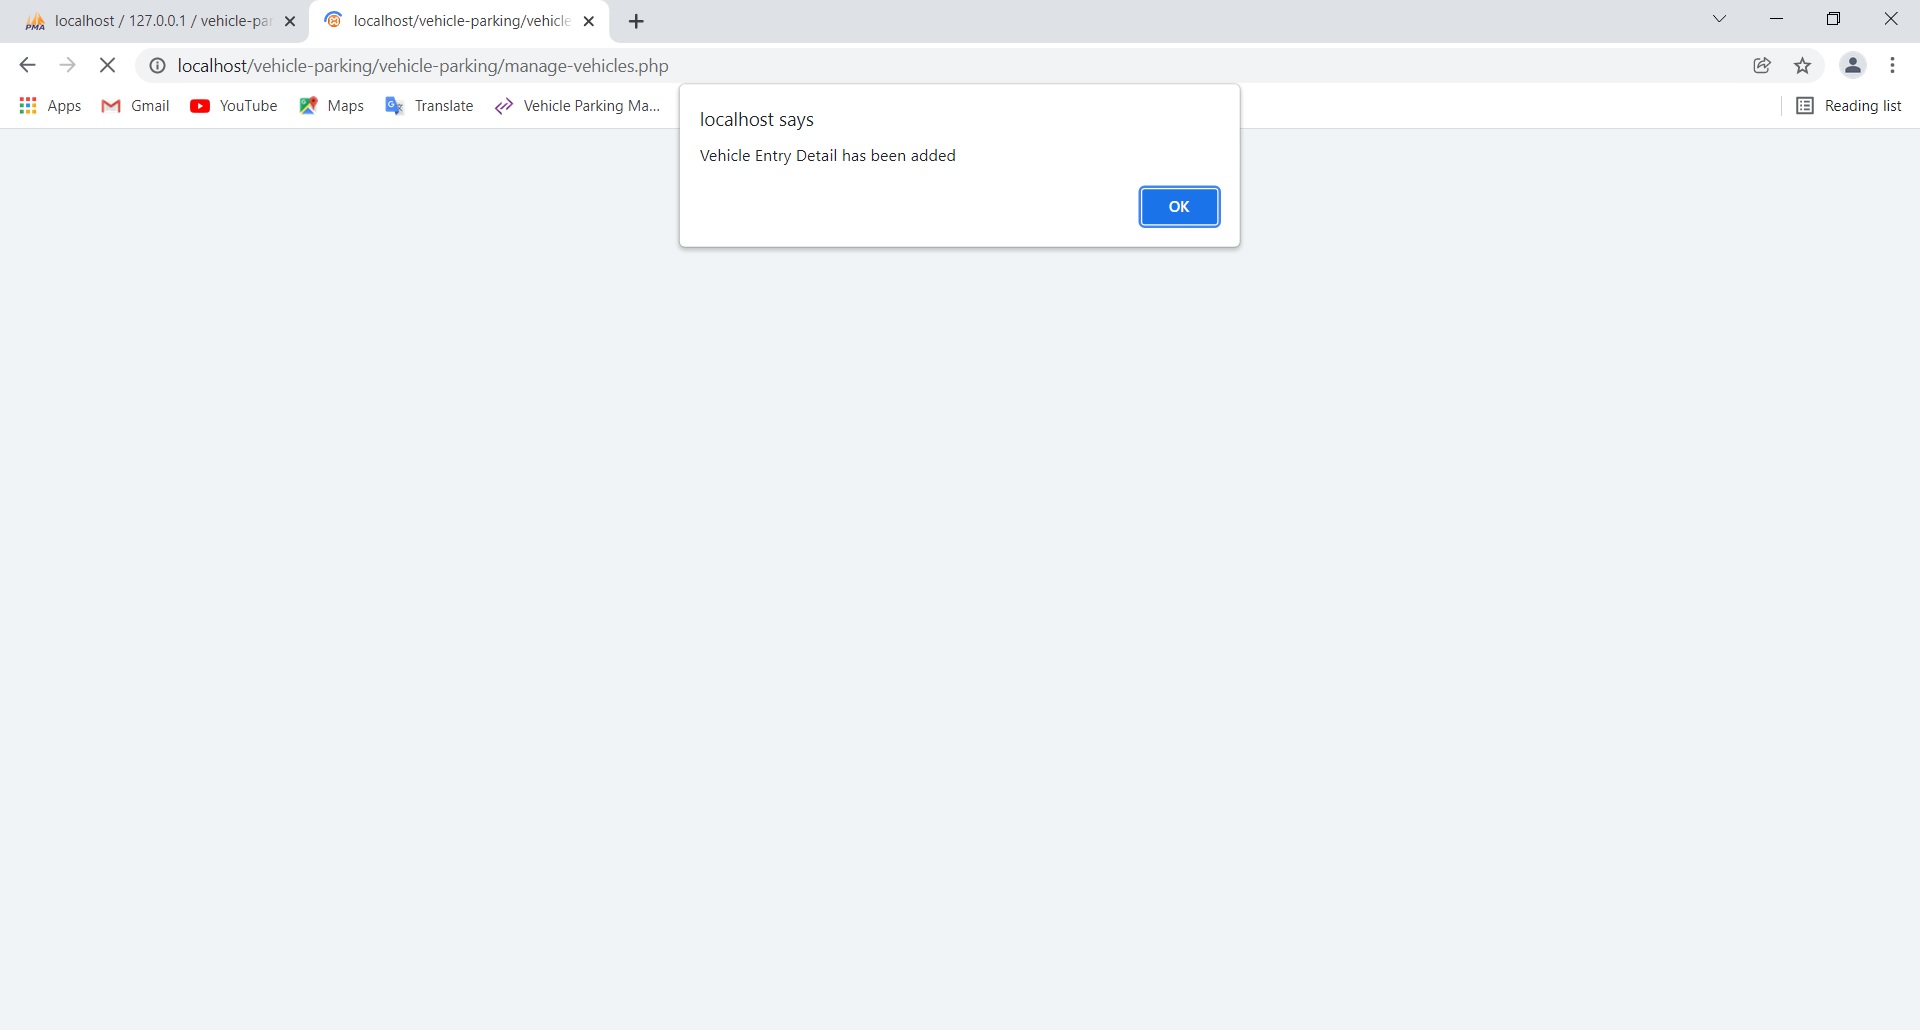 PMA localhost / 127.0.0.1 / vehicle-par
localhost/vehicle-parking/vehicle
localhost/vehicle-parking/vehicle-parking/manage-vehicles.php
Apps Gmail YouTube Maps Translate Vehicle Parking Ma... Reading list
localhost says
Vehicle Entry Detail has been added
OK